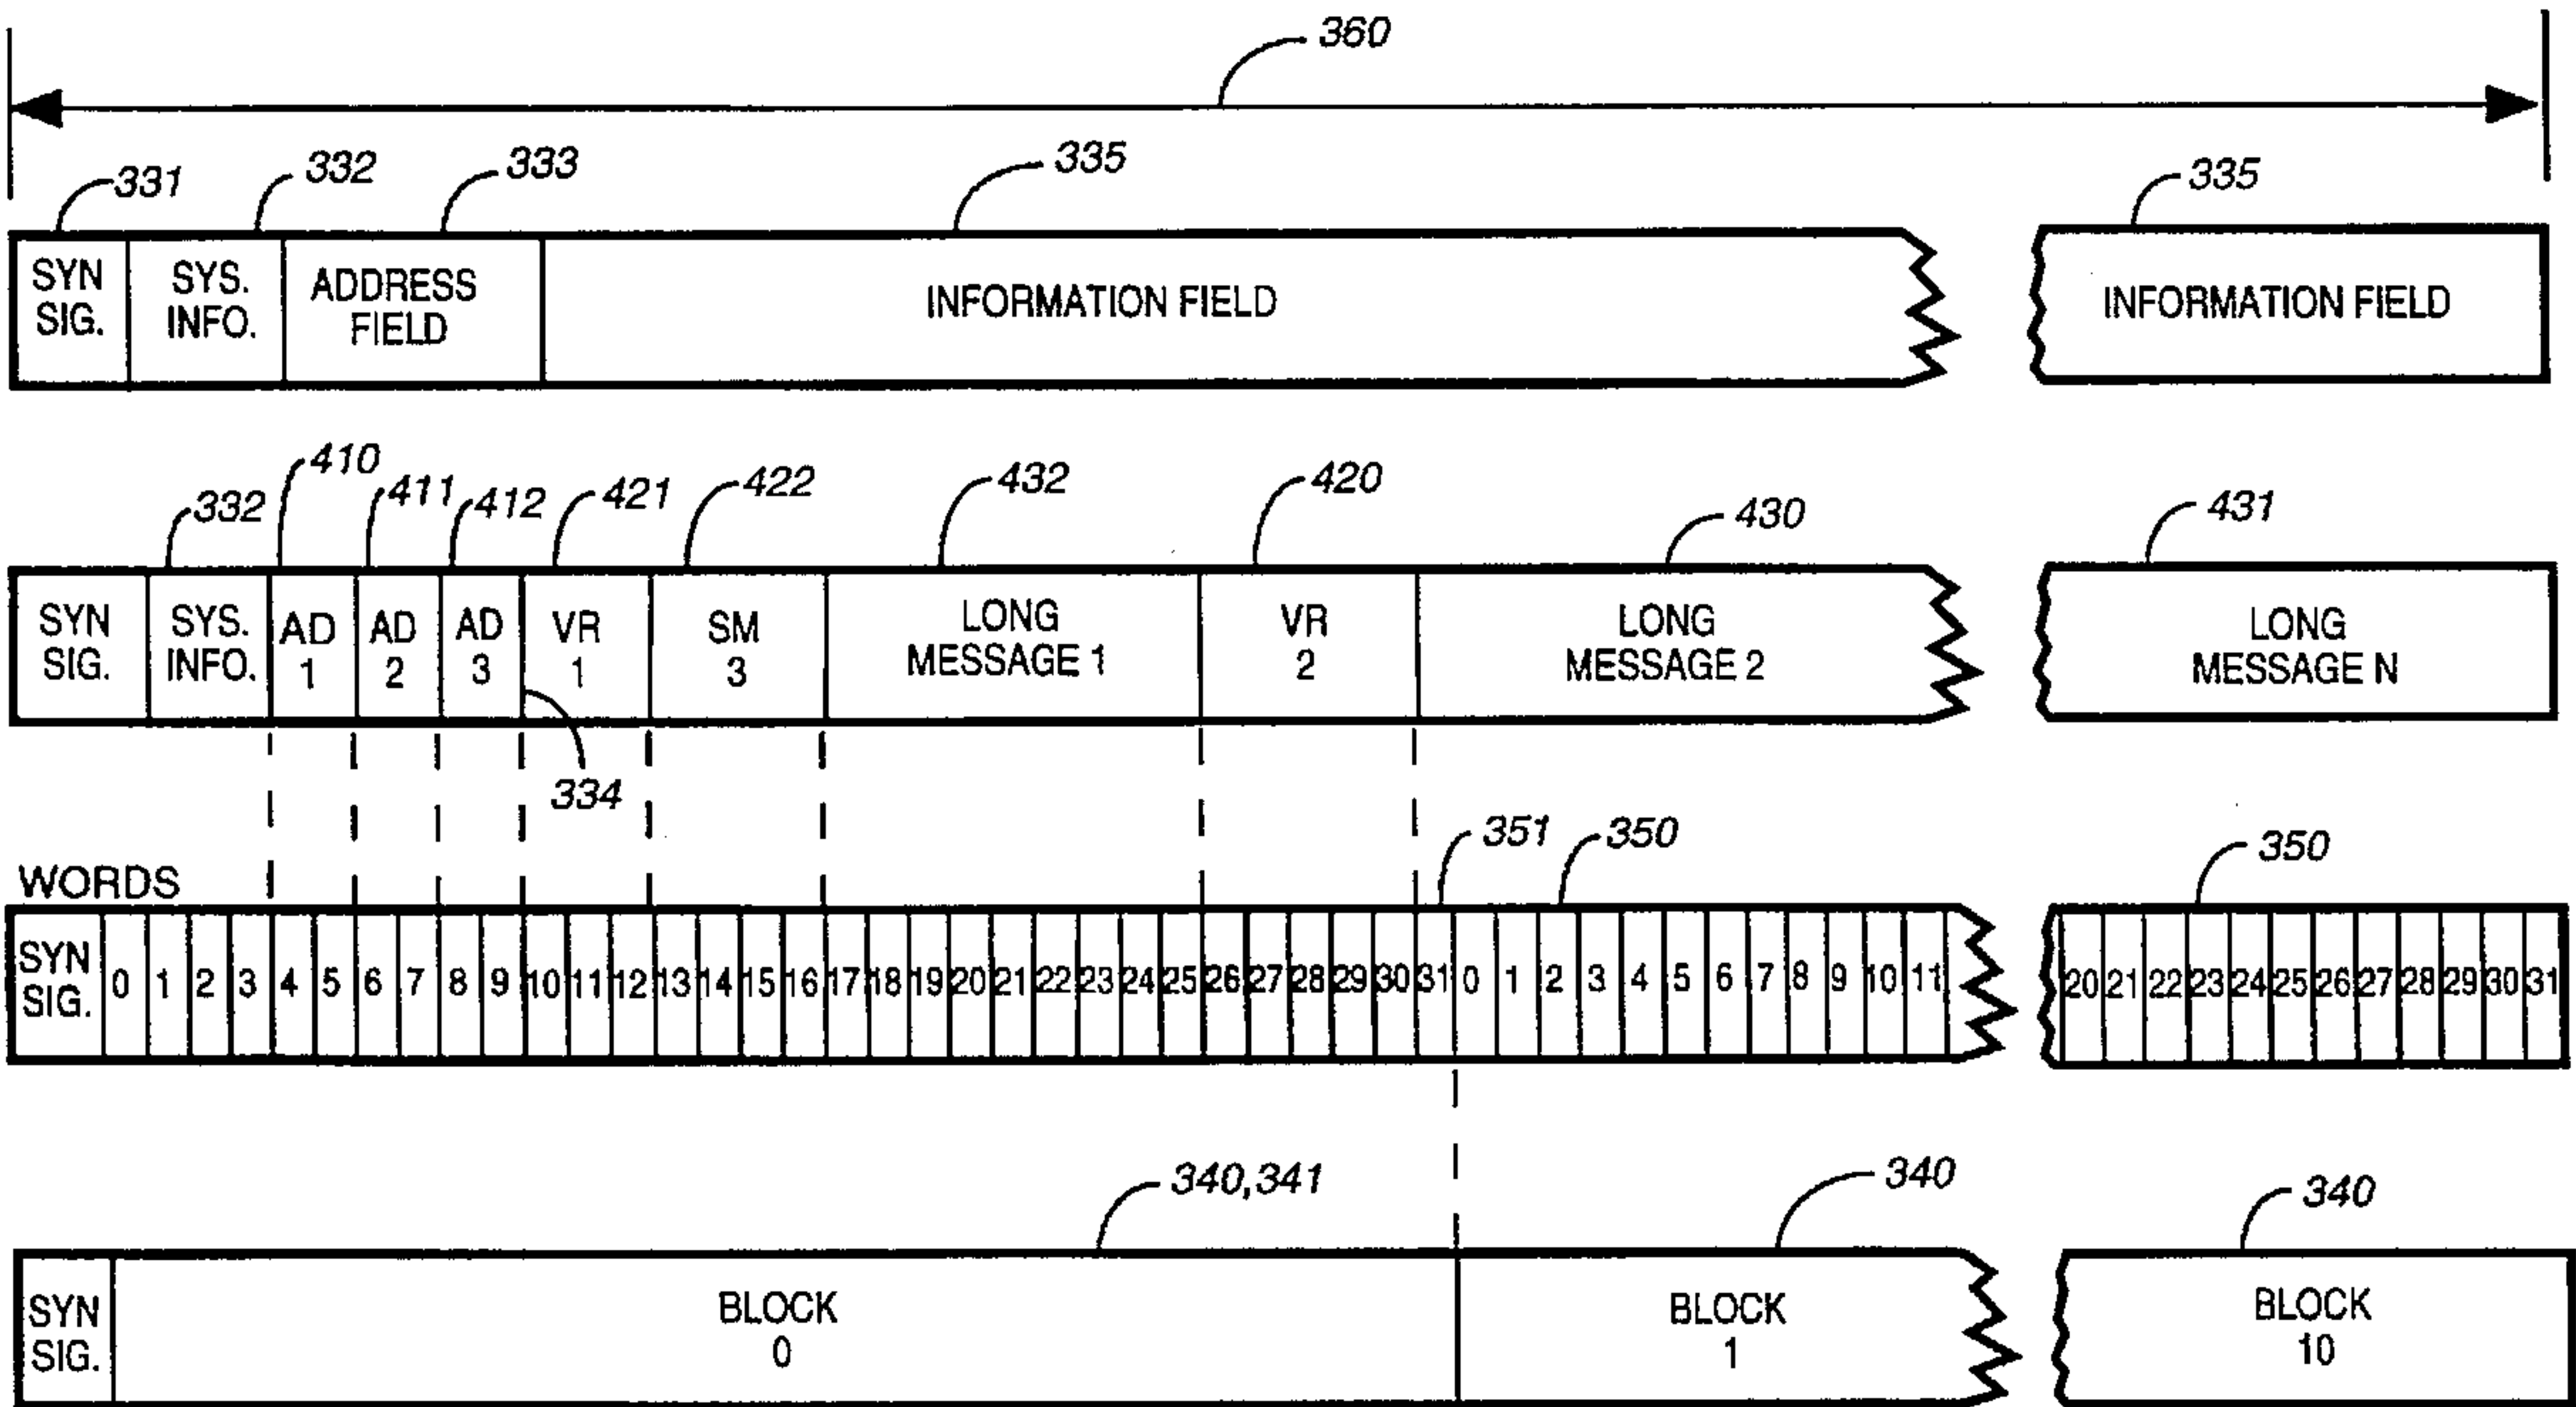 360
331
332
333
335
335
SYN SIG.
SYS. INFO.
ADDRESS FIELD
INFORMATION FIELD
INFORMATION FIELD
332
410
411
412
421
422
432
420
430
431
SYN SIG.
SYS. INFO.
AD 1
AD 2
AD 3
VR 1
SM 3
LONG MESSAGE 1
VR 2
LONG MESSAGE 2
LONG MESSAGE N
334
351
350
350
WORDS
SYN SIG.
0 1 2 3 4 5 6 7 8 9 10 11 12 13 14 15 16 17 18 19 20 21 22 23 24 25 26 27 28 29 30 31 0 1 2 3 4 5 6 7 8 9 10 11
20 21 22 23 24 25 26 27 28 29 30 31
340,341
340
340
SYN SIG.
BLOCK 0
BLOCK 1
BLOCK 10